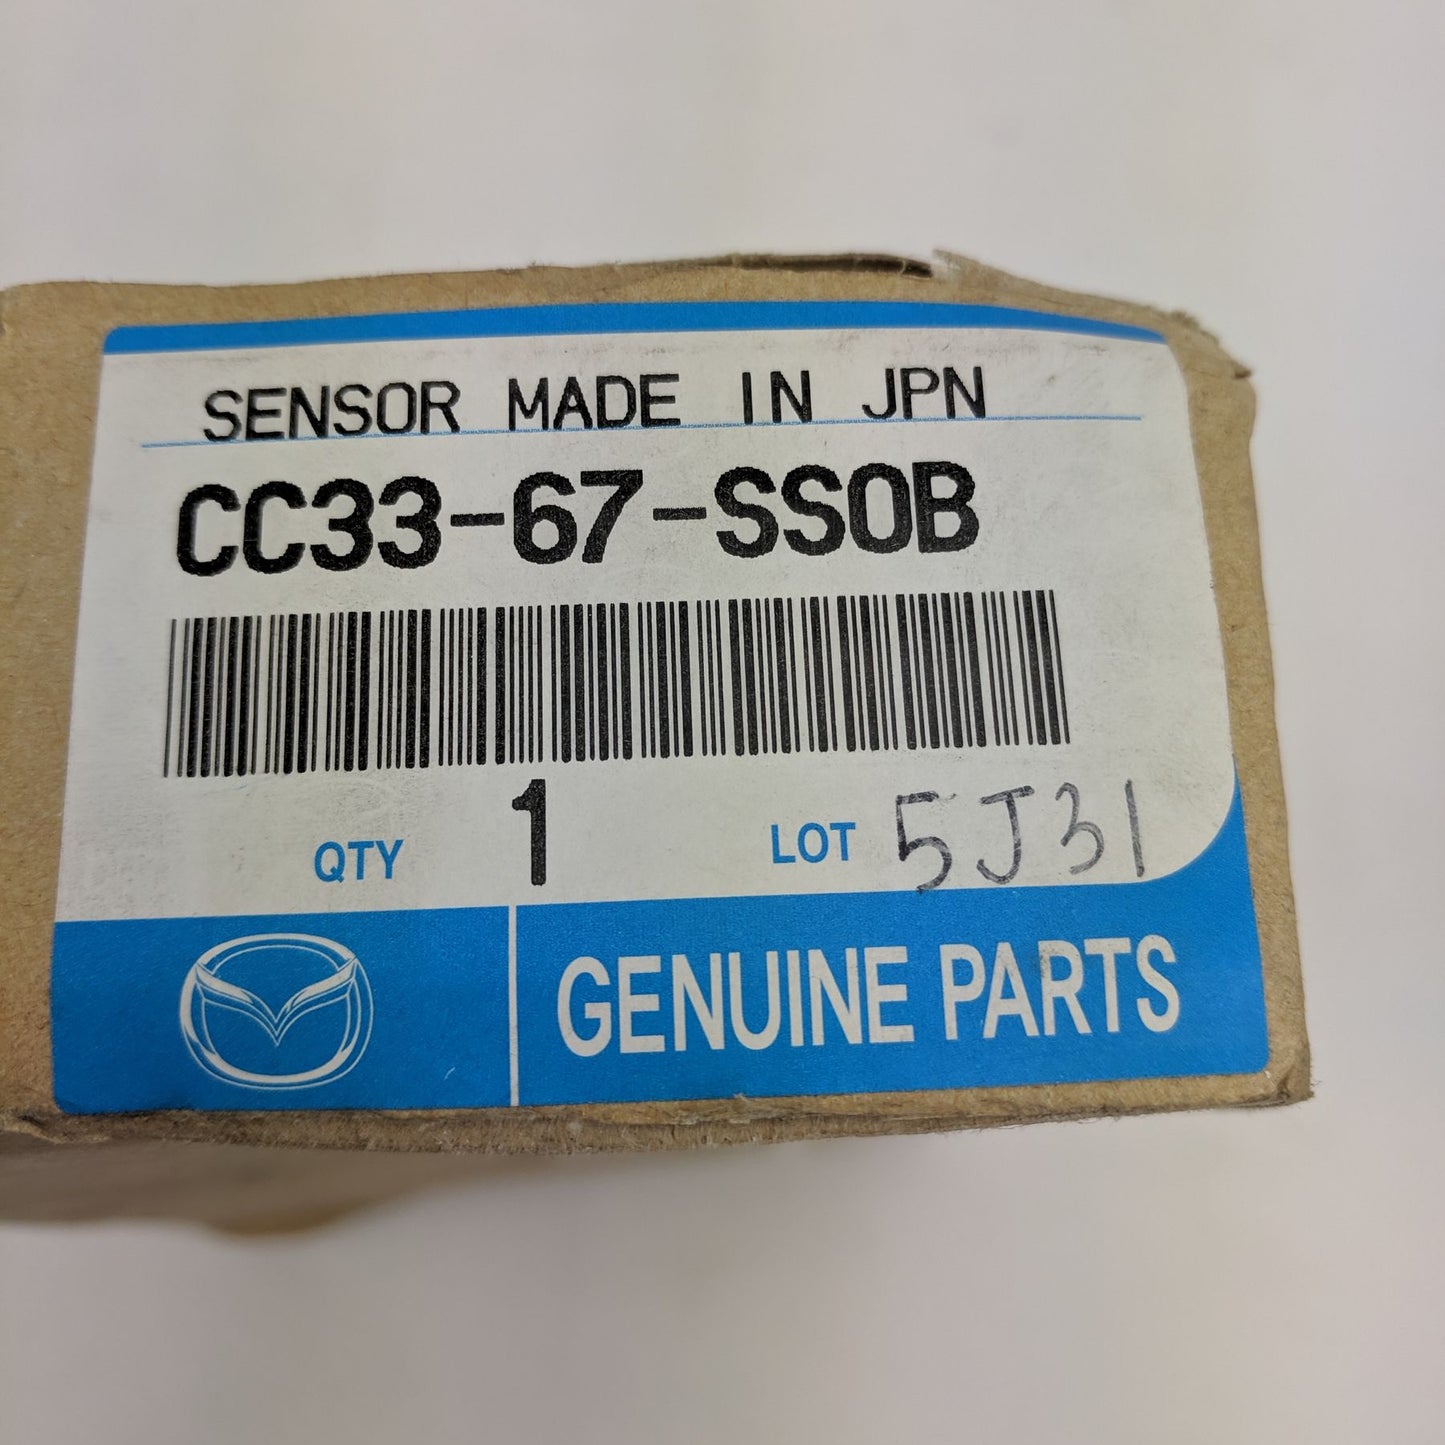 SENSOR MADE IN JPN
CC33-67-SS0B
QTY 1 LOT 5J31
GENUINE PARTS